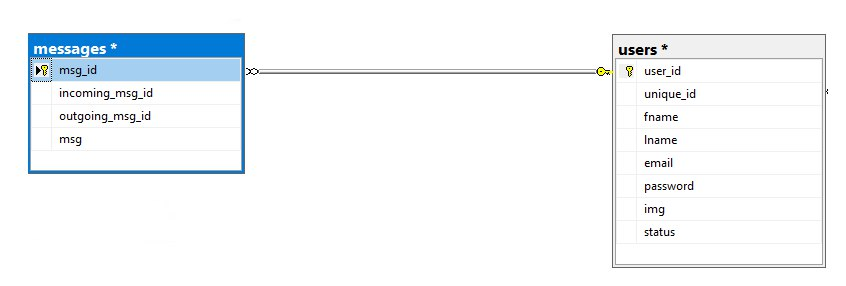 messages *
msg_id
incoming_msg_id
outgoing_msg_id
msg
users *
user_id
unique_id
fname
lname
email
password
img
status